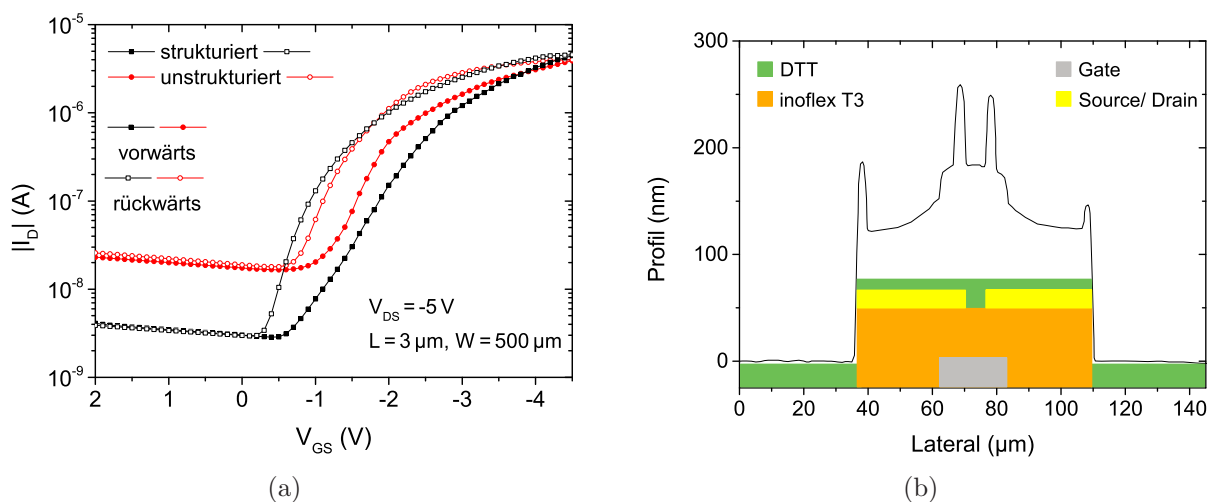 10⁻⁵
10⁻⁶
10⁻⁷
10⁻⁸
10⁻⁹
|I_D| (A)
strukturiert
unstrukturiert
vorwärts
rückwärts
V_DS = -5 V
L = 3 µm, W = 500 µm
2 1 0 -1 -2 -3 -4
V_GS (V)
(a)
300
200
100
0
Profil (nm)
DTT Gate
inoflex T3 Source/ Drain
0 20 40 60 80 100 120 140
Lateral (µm)
(b)